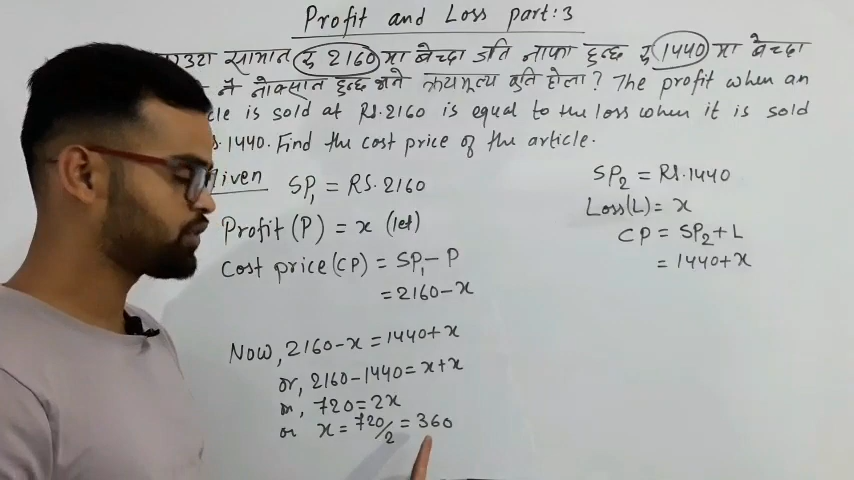 Profit and Loss part:3
सामान रु 2160 मा बेच्दा जति नाफा हुन्छ रु 1440 मा बेच्दा
नै नोक्सान हुन्छ भने क्रयमूल्य कति होला? The profit when an
cle is sold at Rs.2160 is equal to the loss when it is sold
1440. Find the cost price of the article.
iven
SP₁ = Rs.2160
Profit (P) = x (let)
Cost price (CP) = SP₁ - P
= 2160 - x
SP₂ = Rs.1440
Loss(L) = x
CP = SP₂ + L
= 1440 + x
Now, 2160 - x = 1440 + x
or, 2160 - 1440 = x + x
or, 720 = 2x
or x = 720/2 = 360